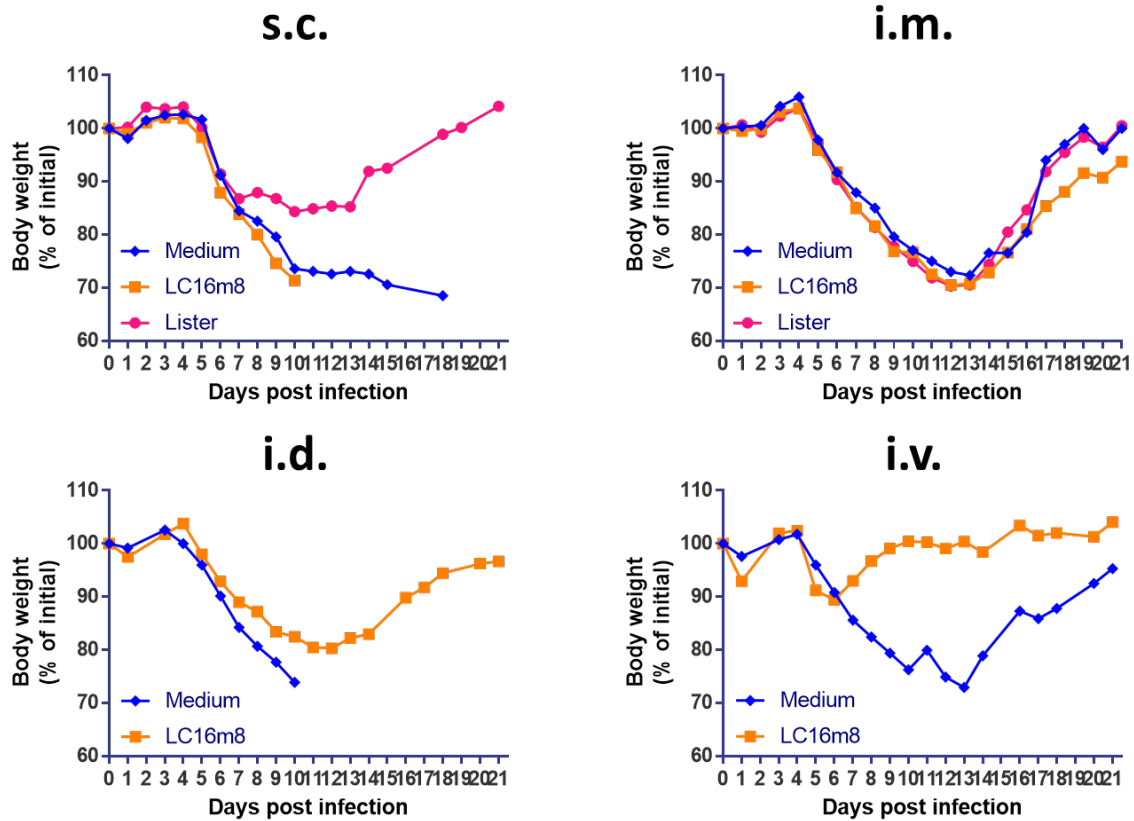 s.c.
110
100
90
80
70
60
Body weight
(% of initial)
Medium
LC16m8
Lister
0 1 2 3 4 5 6 7 8 9 10 11 12 13 14 15 16 17 18 19 20 21
Days post infection
i.m.
110
100
90
80
70
60
Body weight
(% of initial)
Medium
LC16m8
Lister
0 1 2 3 4 5 6 7 8 9 10 11 12 13 14 15 16 17 18 19 20 21
Days post infection
i.d.
110
100
90
80
70
60
Body weight
(% of initial)
Medium
LC16m8
0 1 2 3 4 5 6 7 8 9 10 11 12 13 14 15 16 17 18 19 20 21
Days post infection
i.v.
110
100
90
80
70
60
Body weight
(% of initial)
Medium
LC16m8
0 1 2 3 4 5 6 7 8 9 10 11 12 13 14 15 16 17 18 19 20 21
Days post infection